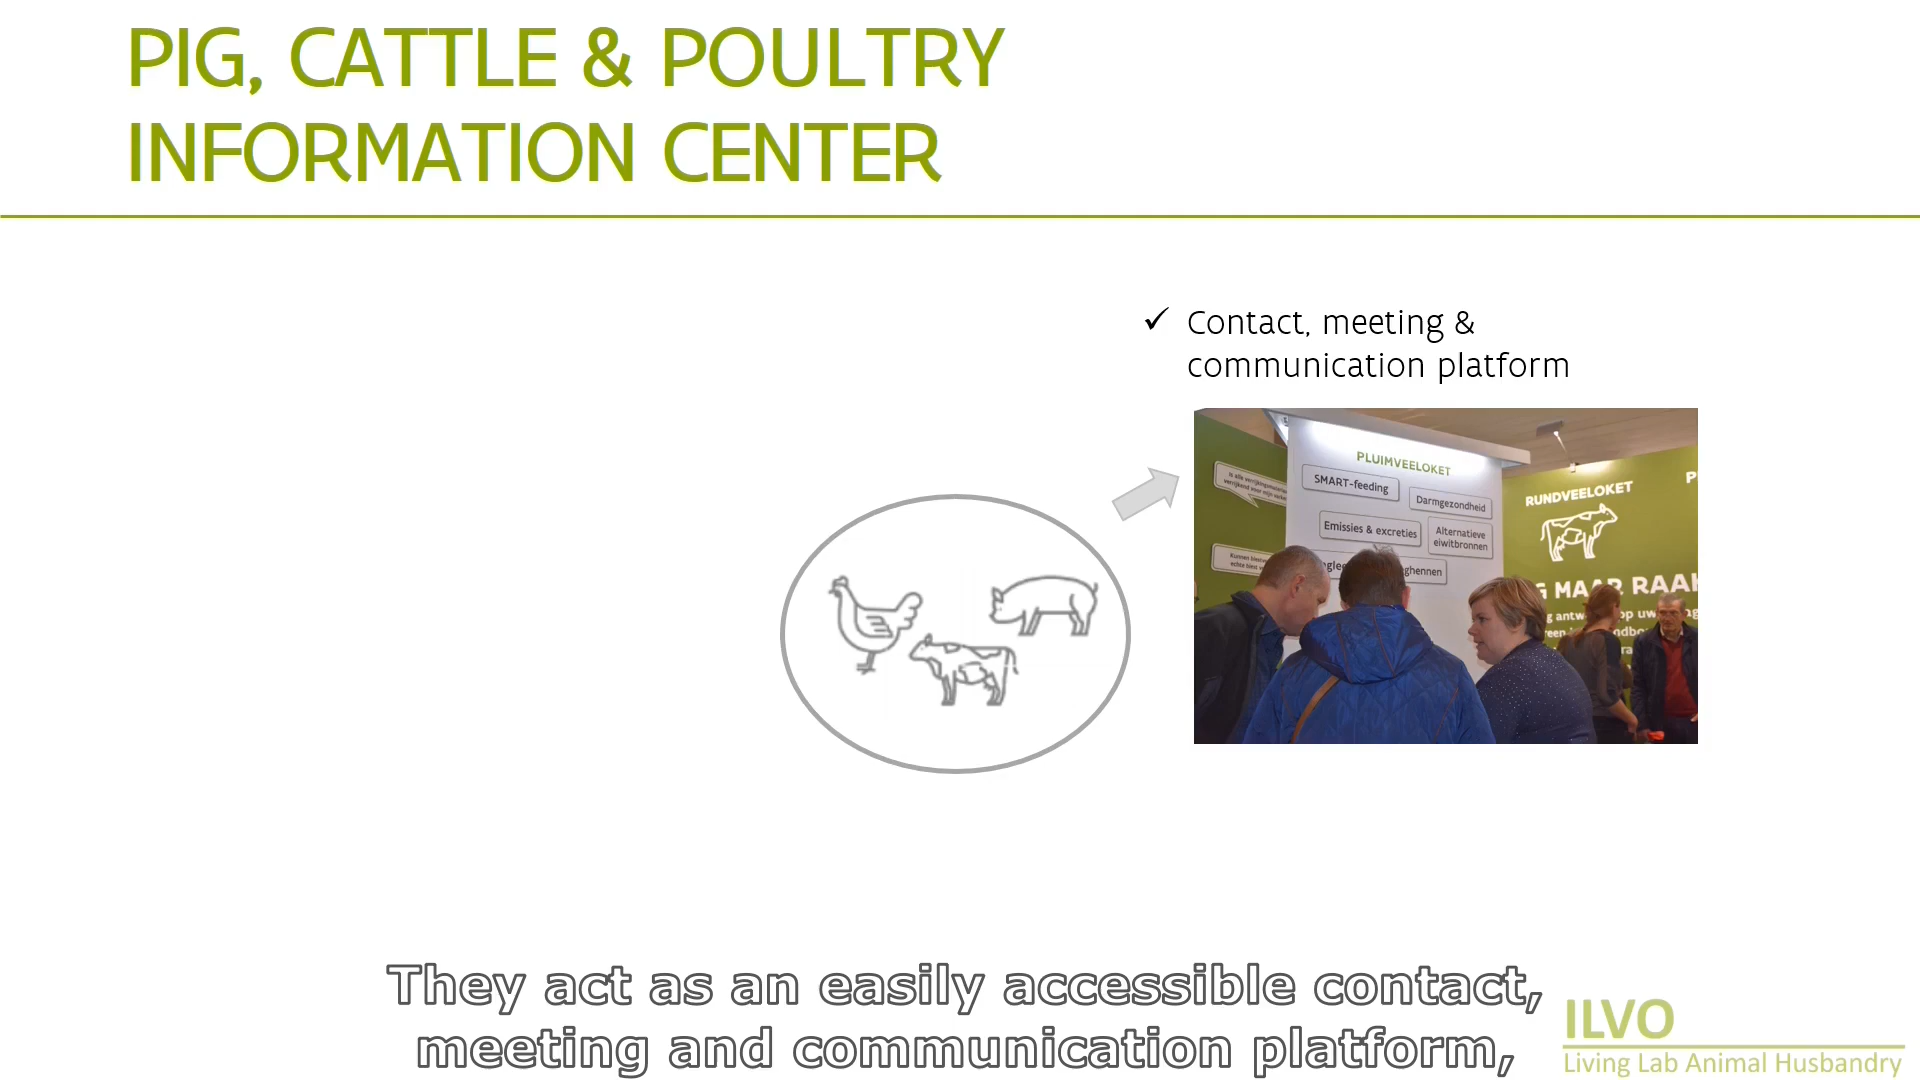 PIG, CATTLE & POULTRY
INFORMATION CENTER
✓ Contact, meeting &
communication platform
PLUIMVEELOKET
SMART-feeding
Darmgezondheid
Emissies & excreties
Alternatieve
eiwitbronnen
RUNDVEELOKET
MAAR
They act as an easily accessible contact,
meeting and communication platform,
ILVO
Living Lab Animal Husbandry